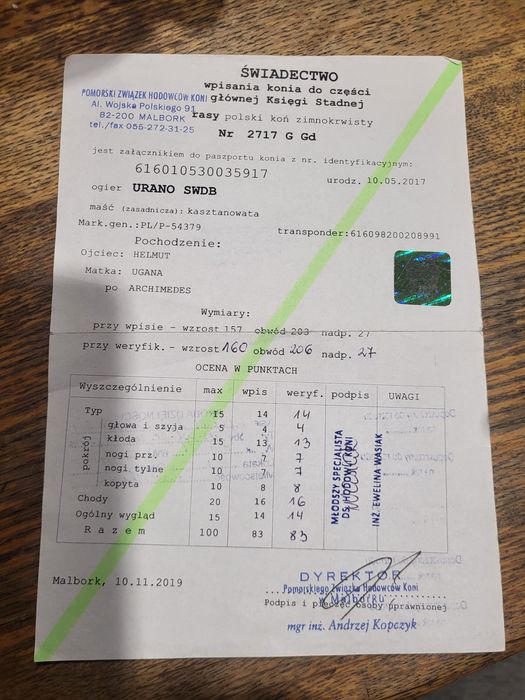 ŚWIADECTWO
wpisania konia do części
głównej Księgi Stadnej
rasy polski koń zimnokrwisty
POMORSKI ZWIĄZEK HODOWCÓW KONI
Al. Wojska Polskiego 91
82-200 MALBORK
tel./fax 055-272-31-25
Nr 2717 G Gd
jest załącznikiem do paszportu konia z nr. identyfikacyjnym:
616010530035917 urodz. 10.05.2017
ogier URANO SWDB
maść (zasadnicza): kasztanowata
Mark.gen.:PL/P-54379 transponder:616098200208991
Pochodzenie:
Ojciec: HELMUT
Matka: UGANA
po ARCHIMEDES
Wymiary:
przy wpisie - wzrost 157 obwód 203 nadp. 27
przy weryfik. - wzrost 160 obwód 206 nadp. 27
OCENA W PUNKTACH
Wyszczególnienie max wpis weryf. podpis UWAGI
Typ 15 14 14
pokrój
głowa i szyja 5 4 4
kłoda 15 13 13
nogi prz. 10 7 7
nogi tylne 10 7 7
kopyta 10 8 8
Chody 20 16 16
Ogólny wygląd 15 14 14
Razem 100 83 83
MŁODSZY SPECJALISTA
DS. HODOWLI KONI
INŻ. EWELINA WASIAK
Malbork, 10.11.2019
DYREKTOR
Pomorskiego Związku Hodowców Koni
w Malborku
Podpis i pieczęć osoby uprawnionej
mgr inż. Andrzej Kopczyk